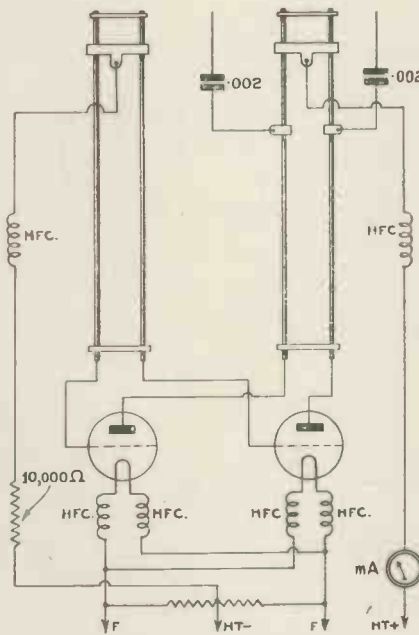 .002
.002
HFC.
HFC
10,000Ω
HFC.
HFC.
HFC
HFC.
mA
F
HT-
F
HT+